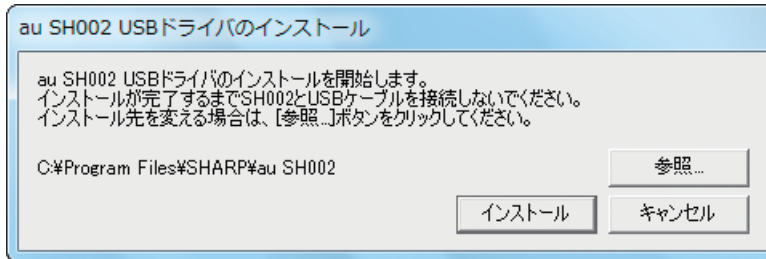 au SH002 USBドライバのインストール
au SH002 USBドライバのインストールを開始します。
インストールが完了するまでSH002とUSBケーブルを接続しないでください。
インストール先を変える場合は、[参照...]ボタンをクリックしてください。
C:¥Program Files¥SHARP¥au SH002
参照...
インストール
キャンセル